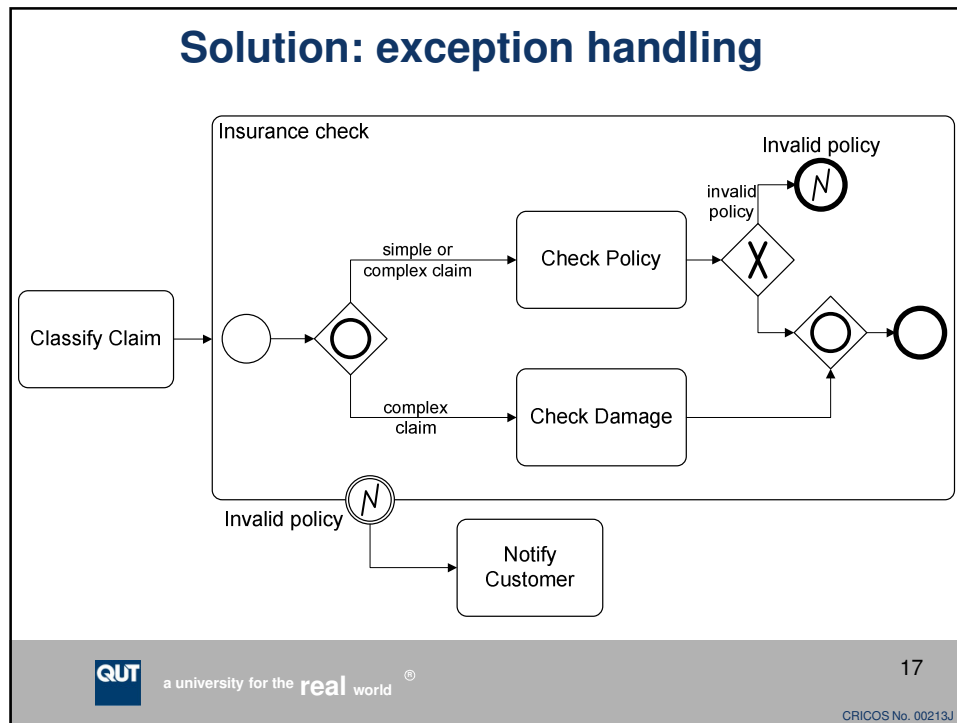 Solution: exception handling
Insurance check
Invalid policy
invalid
policy
simple or
complex claim
Check Policy
Classify Claim
complex
claim
Check Damage
Invalid policy
Notify
Customer
QUT
a university for the real world ®
17
CRICOS No. 00213J